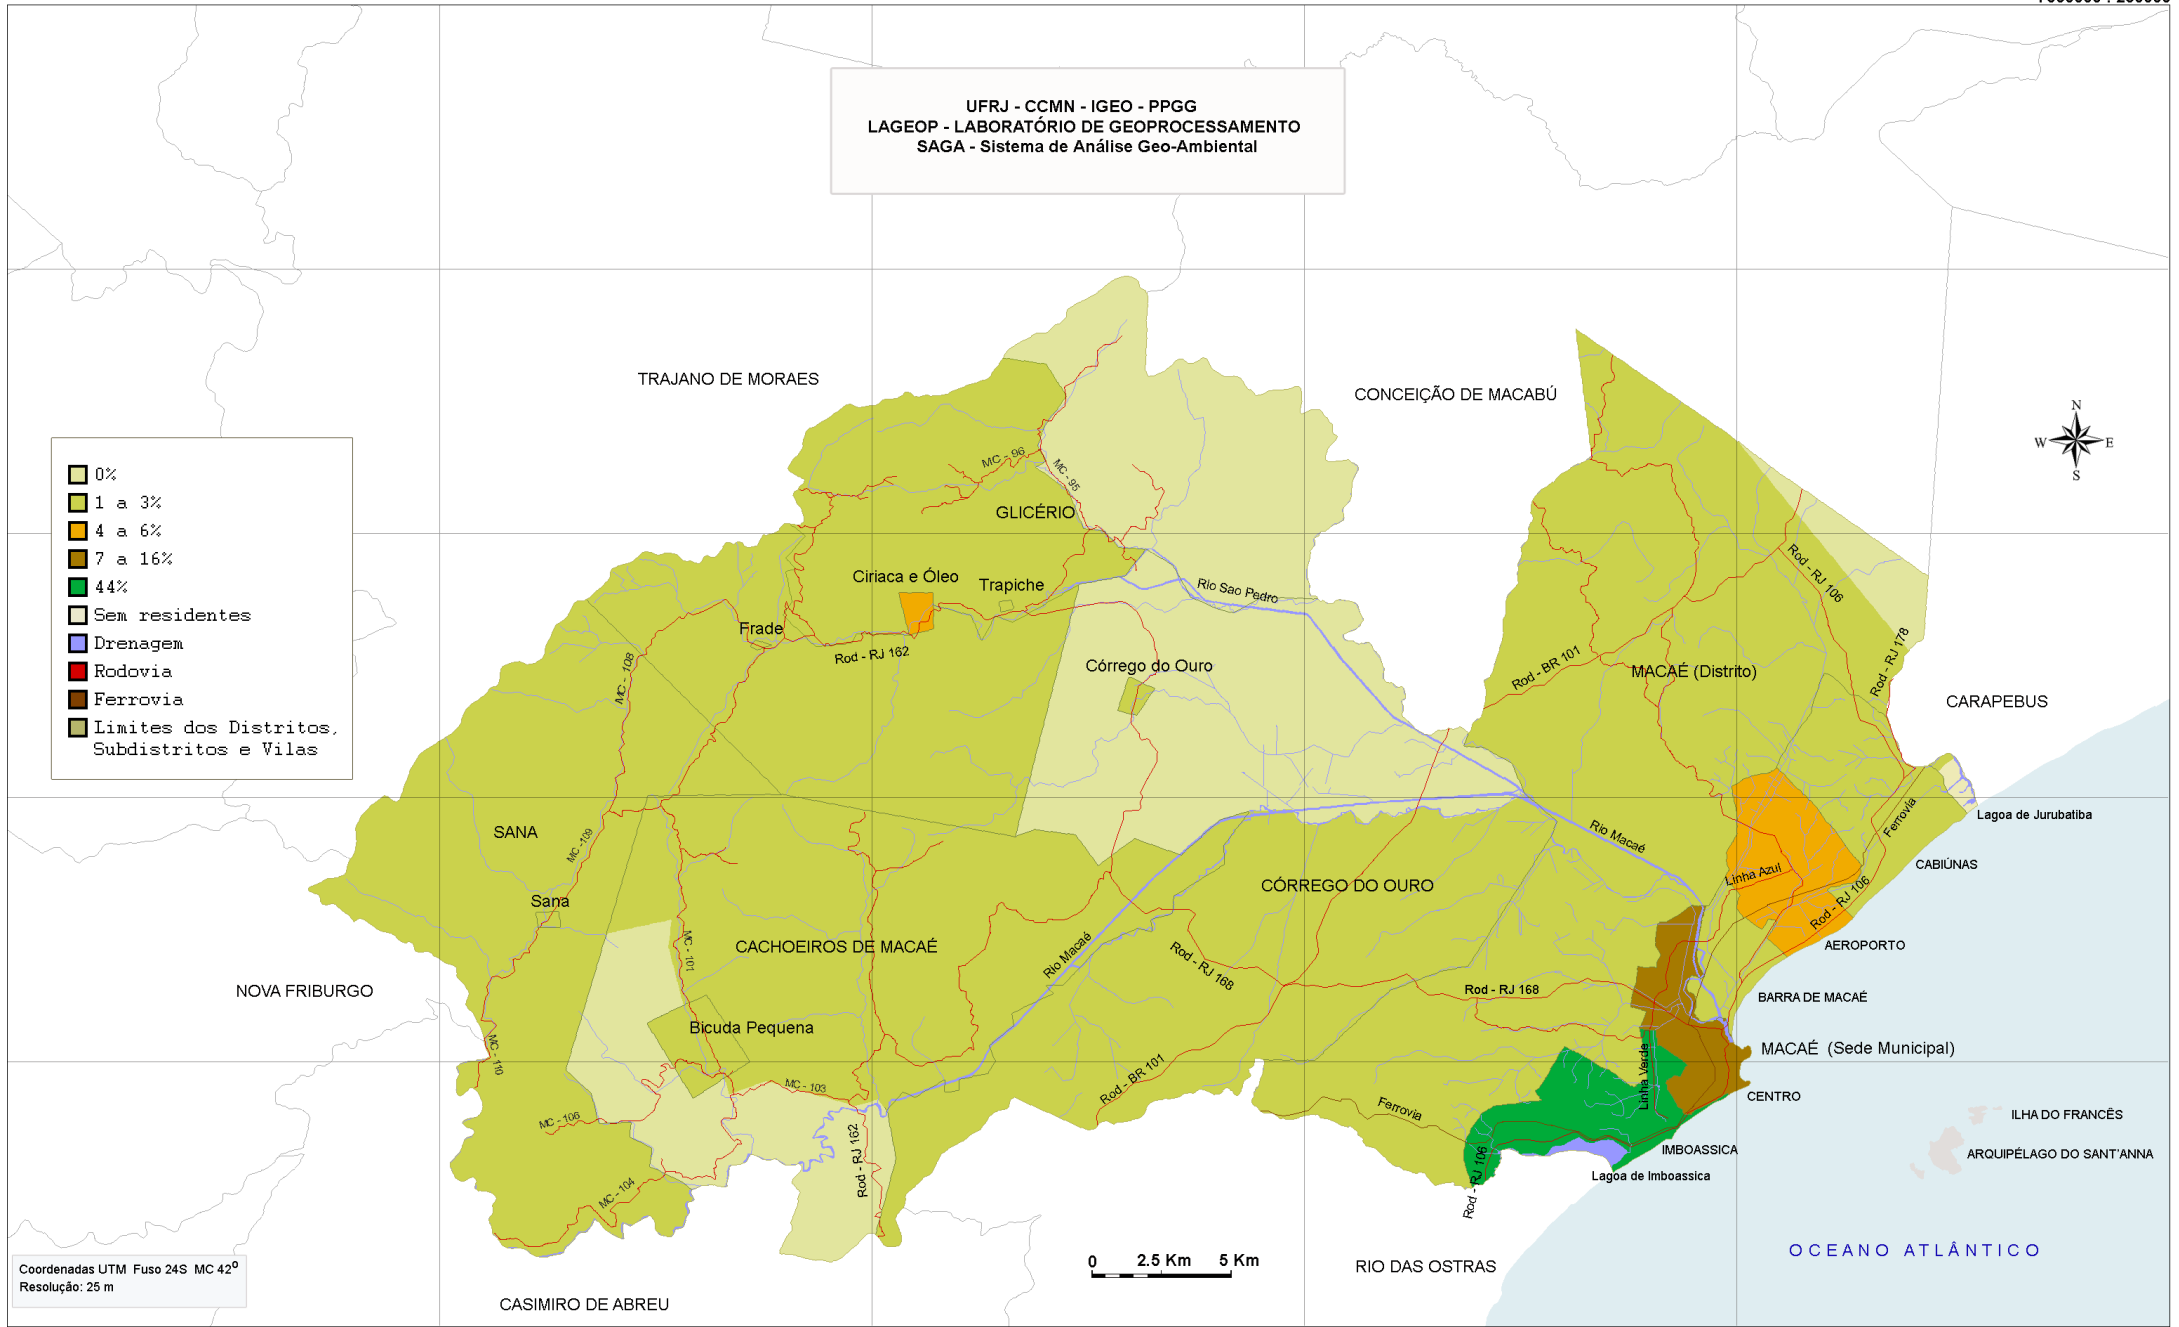 UFRJ - CCMN - IGEO - PPGG
LAGEOP - LABORATÓRIO DE GEOPROCESSAMENTO
SAGA - Sistema de Análise Geo-Ambiental
TRAJANO DE MORAES
CONCEIÇÃO DE MACABÚ
N
W
E
S
0%
1 a 3%
4 a 6%
7 a 16%
44%
Sem residentes
Drenagem
Rodovia
Ferrovia
Limites dos Distritos,
Subdistritos e Vilas
MC - 96
MC - 95
GLICÉRIO
Ciriaca e Óleo
Trapiche
Rio Sao Pedro
Rod - RJ 106
Frade
Rod - RJ 162
MC - 108
Córrego do Ouro
Rod - BR 101
MACAÉ (Distrito)
Rod - RJ 178
CARAPEBUS
SANA
MC -109
Rio Macaé
Ferrovia
Lagoa de Jurubatiba
CABIÚNAS
Linha Azul
CÓRREGO DO OURO
Sana
Rod - RJ 106
CACHOEIROS DE MACAÉ
MC - 101
Rio Macaé
Rod - RJ 168
AEROPORTO
NOVA FRIBURGO
Rod - RJ 168
BARRA DE MACAÉ
Bicuda Pequena
MC - 110
MACAÉ (Sede Municipal)
Linha Verde
MC - 103
Rod - BR 101
CENTRO
MC - 106
Ferrovia
ILHA DO FRANCÊS
Rod - RJ 162
IMBOASSICA
ARQUIPÉLAGO DO SANT'ANNA
Lagoa de Imboassica
Rod - RJ 106
MC - 104
OCEANO ATLÂNTICO
0 2.5 Km 5 Km
RIO DAS OSTRAS
Coordenadas UTM Fuso 24S MC 42º
Resolução: 25 m
CASIMIRO DE ABREU